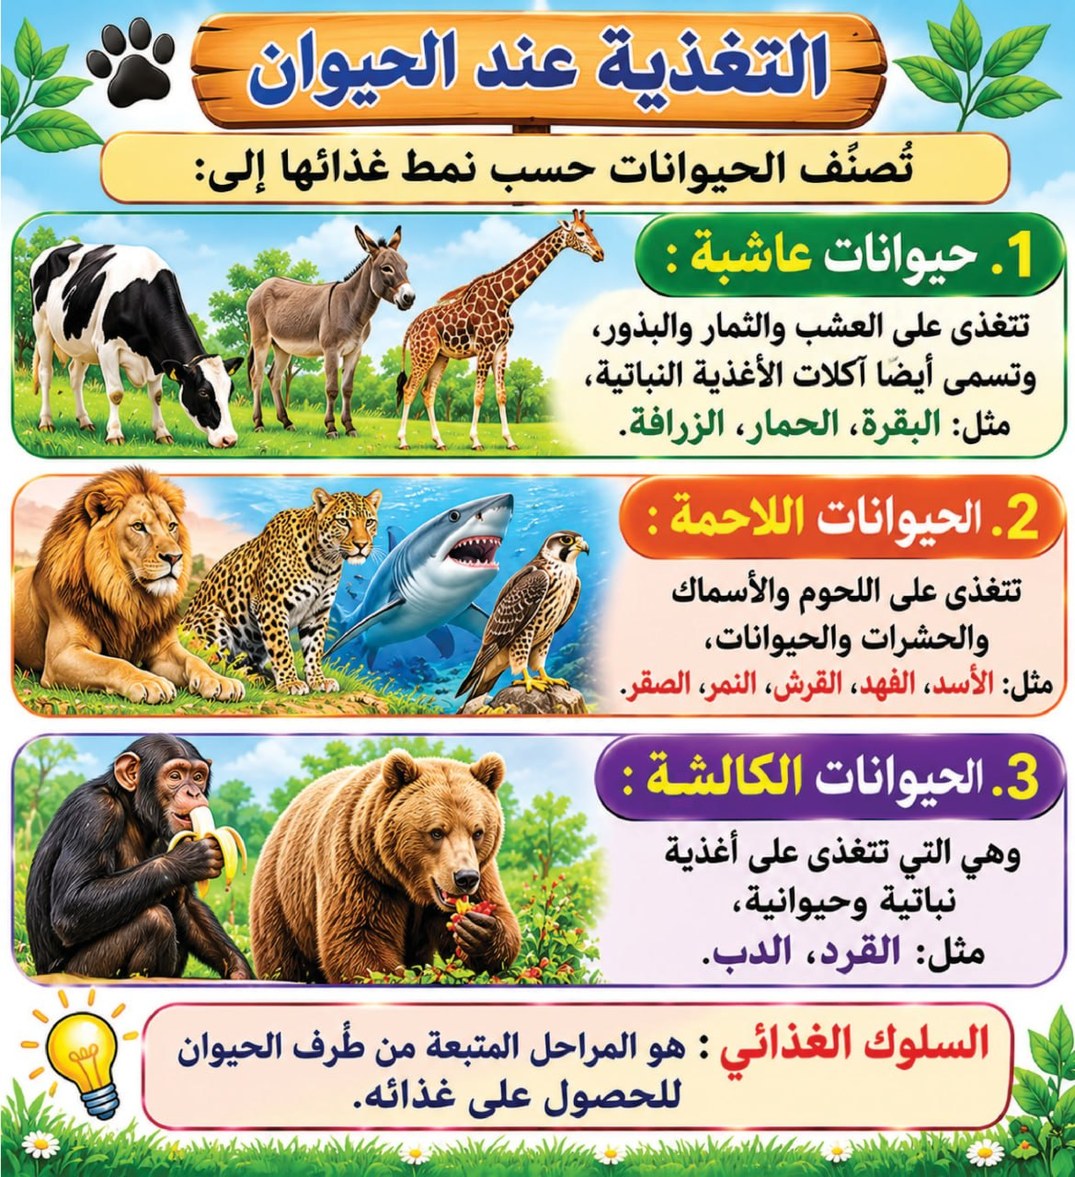 التغذية عند الحيوان
تُصنًف الحيوانات حسب نمط غذائها إلى:
1. حيوانات عاشبة :
تتغذى على العشب والثمار والبذور،
وتسمى أيضًا آكلات الأغذية النباتية،
مثل: البقرة، الحمار، الزرافة.
2. الحيوانات اللاحمة :
تتغذى على اللحوم والأسماك
والحشرات والحيوانات،
مثل: الأسد، الفهد، القرش، النمر، الصقر.
3. الحيوانات الكالشة :
وهي التي تتغذى على أغذية
نباتية وحيوانية،
مثل: القرد، الدب.
السلوك الغذائي : هو المراحل المتبعة من طُرف الحيوان
للحصول على غذائه.